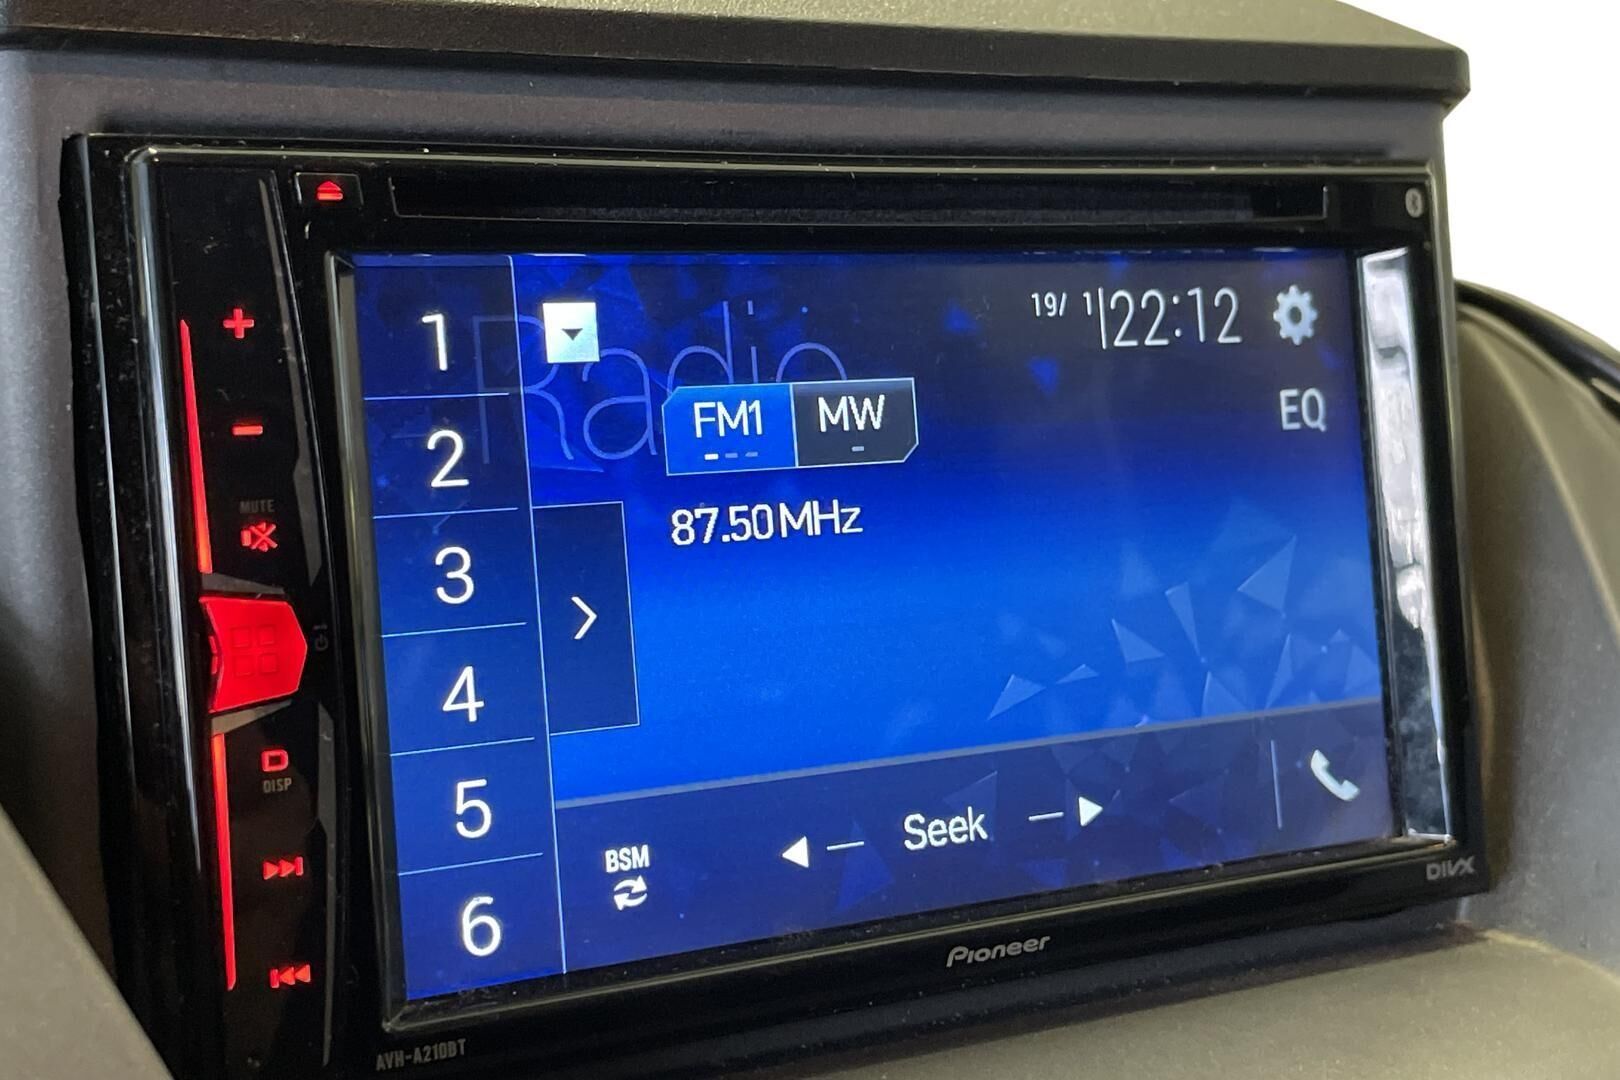 Radio
19/ 1 22:12
EQ
FM1 MW
87.50MHz
1
2
3
4
5
6
BSM
Seek
MUTE
D
DISP
Pioneer
DIVX
AVH-A210BT